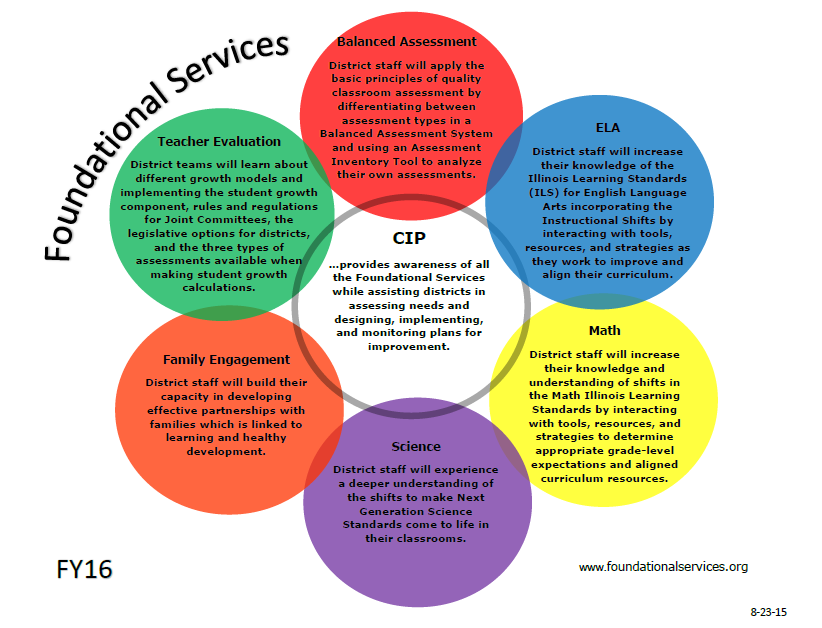 Foundational Services
Balanced Assessment
District staff will apply the
basic principles of quality
classroom assessment by
differentiating between
assessment types in a
Balanced Assessment System
and using an Assessment
Inventory Tool to analyze
their own assessments.
ELA
District staff will increase
their knowledge of the
Illinois Learning Standards
(ILS) for English Language
Arts incorporating the
Instructional Shifts by
interacting with tools,
resources, and strategies as
they work to improve and
align their curriculum.
Teacher Evaluation
District teams will learn about
different growth models and
implementing the student growth
component, rules and regulations
for Joint Committees, the
legislative options for districts,
and the three types of
assessments available when
making student growth
calculations.
CIP
...provides awareness of all
the Foundational Services
while assisting districts in
assessing needs and
designing, implementing,
and monitoring plans for
improvement.
Math
District staff will increase
their knowledge and
understanding of shifts in
the Math Illinois Learning
Standards by interacting
with tools, resources, and
strategies to determine
appropriate grade-level
expectations and aligned
curriculum resources.
Family Engagement
District staff will build their
capacity in developing
effective partnerships with
families which is linked to
learning and healthy
development.
Science
District staff will experience
a deeper understanding of
the shifts to make Next
Generation Science
Standards come to life in
their classrooms.
FY16
www.foundationalservices.org
8-23-15